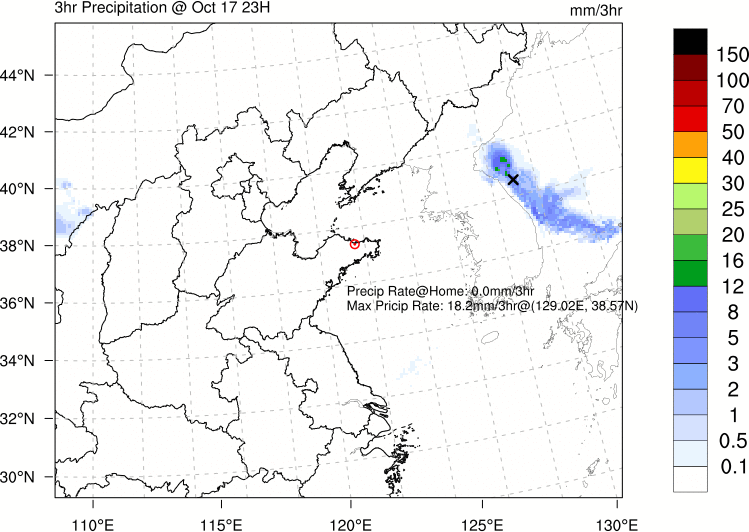 3hr Precipitation @ Oct 17 23H
mm/3hr
44°N
42°N
40°N
38°N
36°N
34°N
32°N
30°N
110°E
115°E
120°E
125°E
130°E
Precip Rate@Home: 0.0mm/3hr
Max Pricip Rate: 18.2mm/3hr@(129.02E, 38.57N)
150
100
70
50
40
30
25
20
16
12
8
5
3
2
1
0.5
0.1